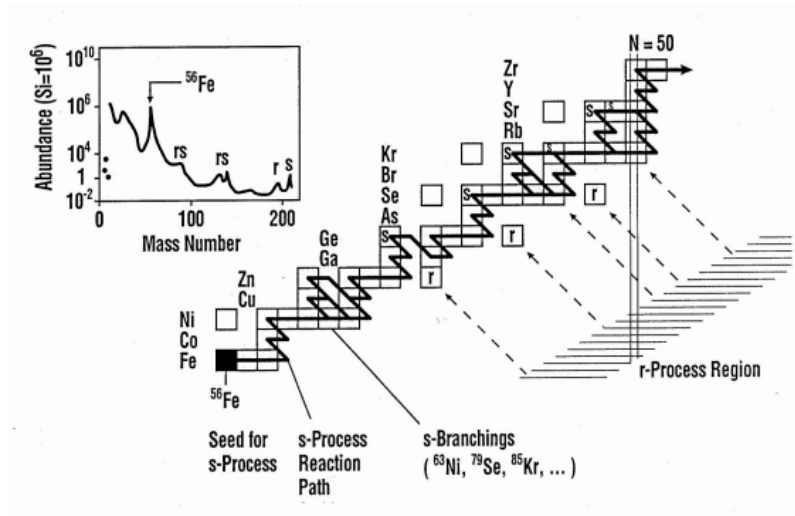 10¹⁰
10⁶
10⁴
1
10⁻²
Abundance (Si=10⁶)
⁵⁶Fe
rs
rs
r
s
0
100
200
Mass Number
N = 50
Zr
Y
Sr
Rb
Kr
Br
Se
As
Ge
Ga
Zn
Cu
Ni
Co
Fe
s
s
s
s
s
s
s
r
r
r
⁵⁶Fe
r-Process Region
Seed for
s-Process
s-Process
Reaction
Path
s-Branchings
( ⁶³Ni, ⁷⁹Se, ⁸⁵Kr, ... )